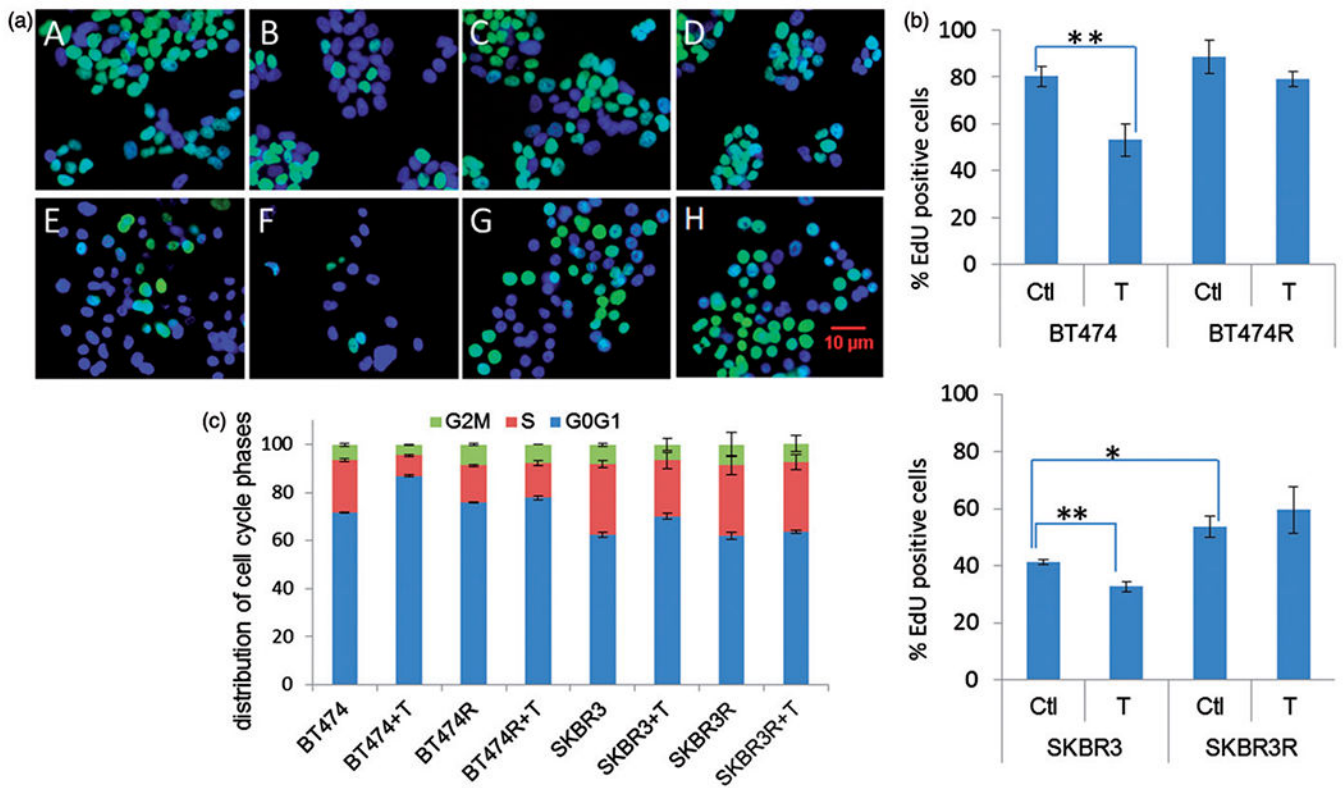 (a)
A
B
C
D
E
F
G
H
10 µm
(b)
% EdU positive cells
100
80
60
40
20
0
**
Ctl T Ctl T
BT474 BT474R
% EdU positive cells
100
80
60
40
20
0
*
**
Ctl T Ctl T
SKBR3 SKBR3R
(c)
G2M S G0G1
distribution of cell cycle phases
100
80
60
40
20
0
BT474
BT474+T
BT474R
BT474R+T
SKBR3
SKBR3+T
SKBR3R
SKBR3R+T